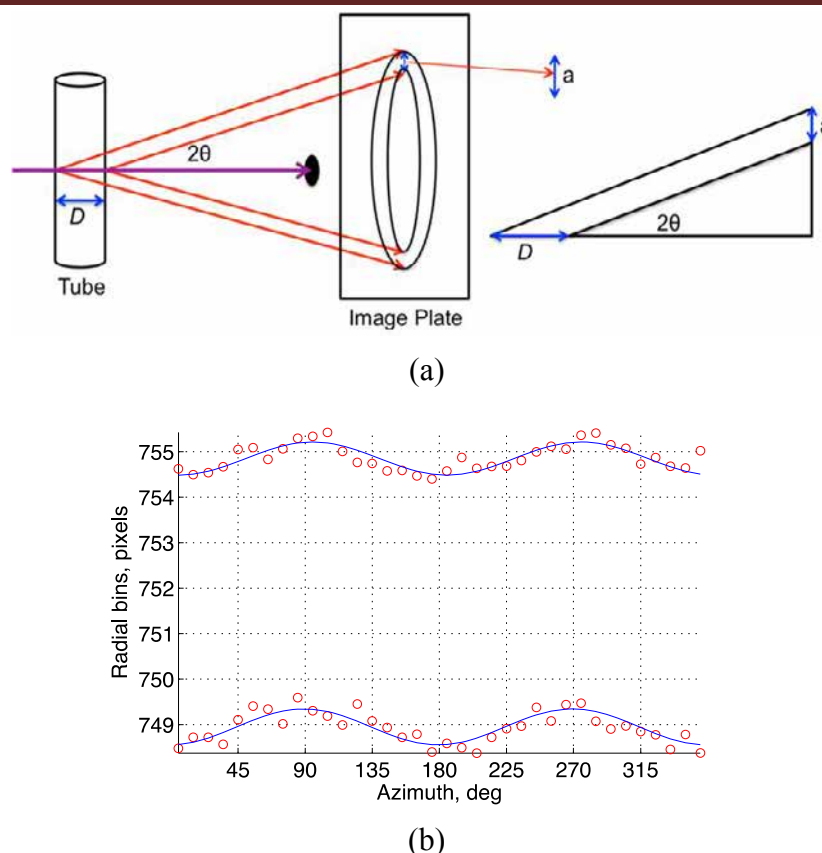 2θ
a
D
Tube
Image Plate
2θ
D
(a)
755
754
753
752
751
750
749
Radial bins, pixels
45 90 135 180 225 270 315
Azimuth, deg
(b)